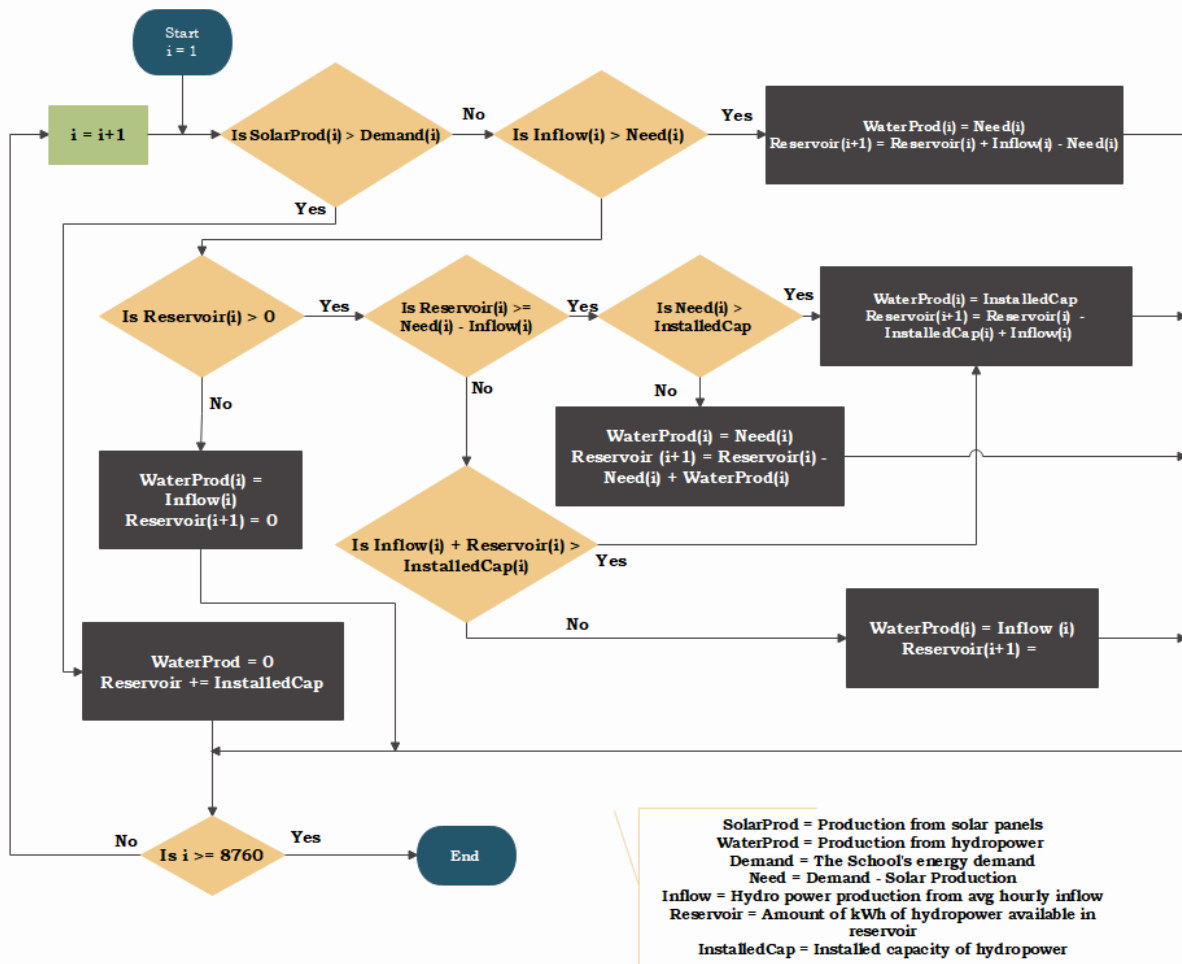 Start
i = 1
i = i+1
Is SolarProd(i) > Demand(i)
No
Is Inflow(i) > Need(i)
Yes
WaterProd(i) = Need(i)
Reservoir(i+1) = Reservoir(i) + Inflow(i) - Need(i)
Yes
Is Reservoir(i) > 0
Yes
Is Reservoir(i) >=
Need(i) - Inflow(i)
Yes
Is Need(i) >
InstalledCap
Yes
WaterProd(i) = InstalledCap
Reservoir(i+1) = Reservoir(i) -
InstalledCap(i) + Inflow(i)
No
No
No
WaterProd(i) =
Inflow(i)
Reservoir(i+1) = 0
WaterProd(i) = Need(i)
Reservoir (i+1) = Reservoir(i) -
Need(i) + WaterProd(i)
Is Inflow(i) + Reservoir(i) >
InstalledCap(i)
Yes
No
WaterProd(i) = Inflow (i)
Reservoir(i+1) =
WaterProd = 0
Reservoir += InstalledCap
No
Is i >= 8760
Yes
End
SolarProd = Production from solar panels
WaterProd = Production from hydropower
Demand = The School's energy demand
Need = Demand - Solar Production
Inflow = Hydro power production from avg hourly inflow
Reservoir = Amount of kWh of hydropower available in
reservoir
InstalledCap = Installed capacity of hydropower